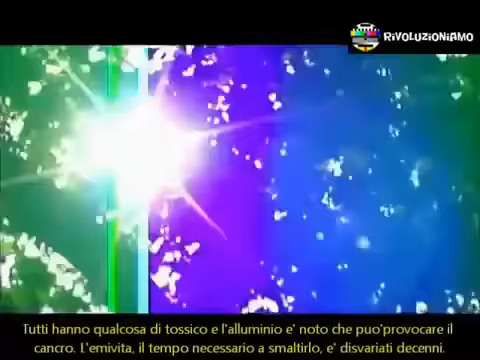 RiVOLUZiONiAMO
Tutti hanno qualcosa di tossico e l'alluminio e' noto che puo'provocare il
cancro. L'emivita, il tempo necessario a smaltirlo, e' disvariati decenni.